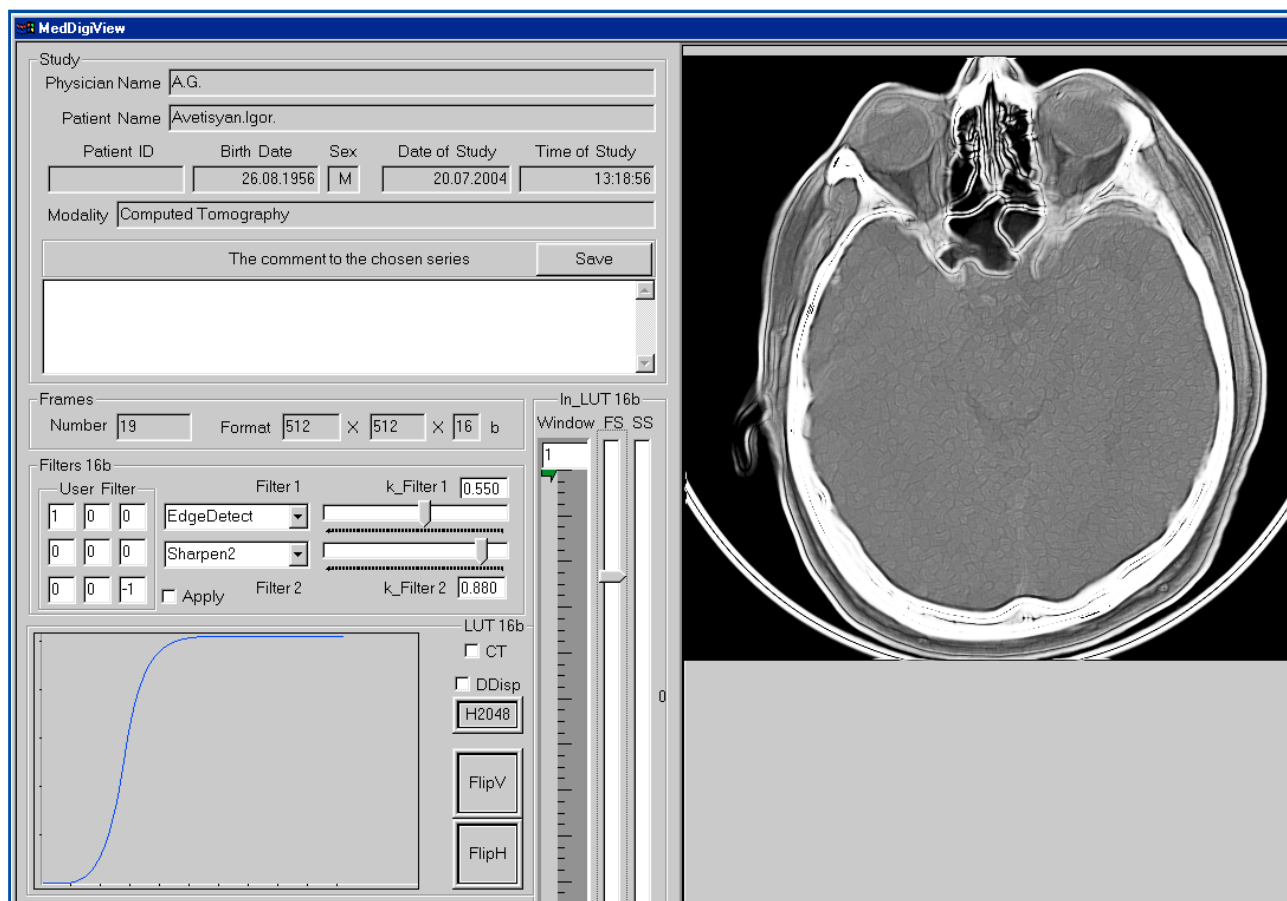 MedDigiView
Study
Physician Name A.G.
Patient Name Avetisyan.Igor.
Patient ID Birth Date Sex Date of Study Time of Study
26.08.1956 M 20.07.2004 13:18:56
Modality Computed Tomography
The comment to the chosen series Save
Frames
Number 19 Format 512 X 512 X 16 b
In_LUT 16b
Window FS SS
1
Filters 16b
User Filter Filter 1 k_Filter 1 0.550
1 0 0 EdgeDetect
0 0 0 Sharpen2
0 0 -1 Apply Filter 2 k_Filter 2 0.880
LUT 16b
CT
DDisp
0
H2048
FlipV
FlipH